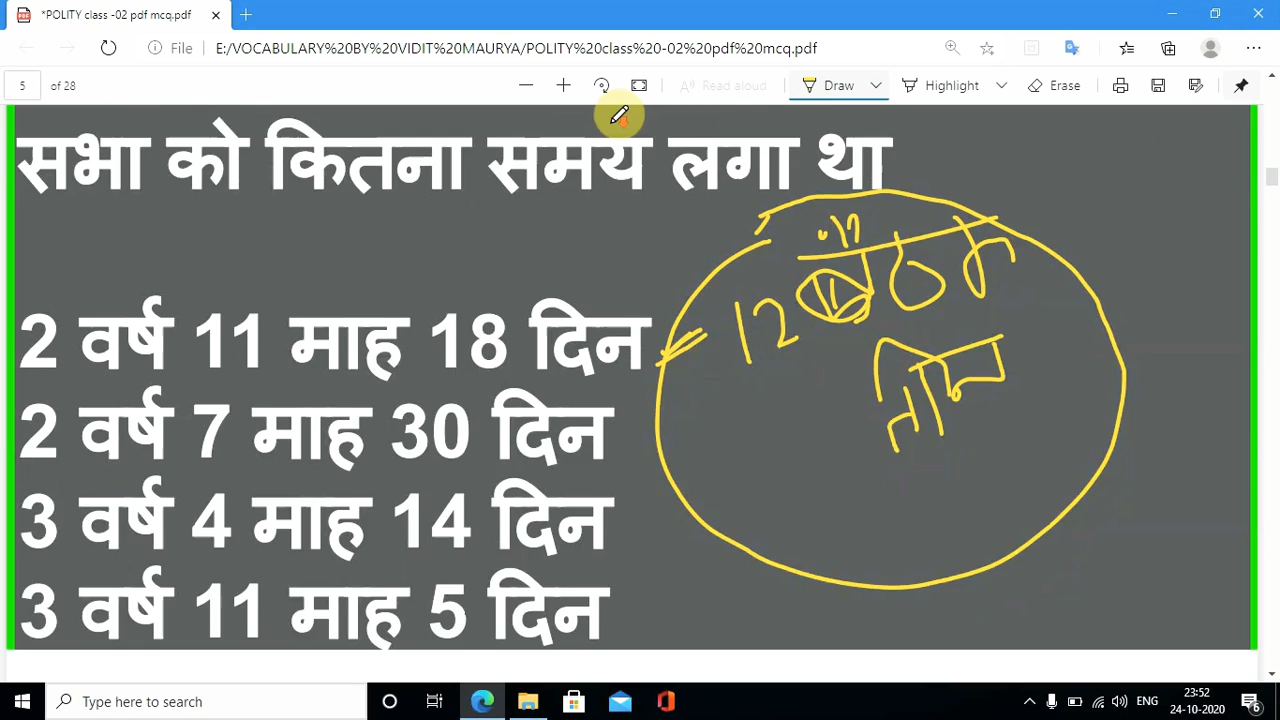 *POLITY class -02 pdf mcq.pdf
File E:/VOCABULARY%20BY%20VIDIT%20MAURYA/POLITY%20class%20-02%20pdf%20mcq.pdf
5 of 28 Read aloud Draw Highlight Erase
सभा को कितना समय लगा था
2 वर्ष 11 माह 18 दिन
2 वर्ष 7 माह 30 दिन
3 वर्ष 4 माह 14 दिन
3 वर्ष 11 माह 5 दिन
12
Type here to search
ENG
23:52
24-10-2020
6